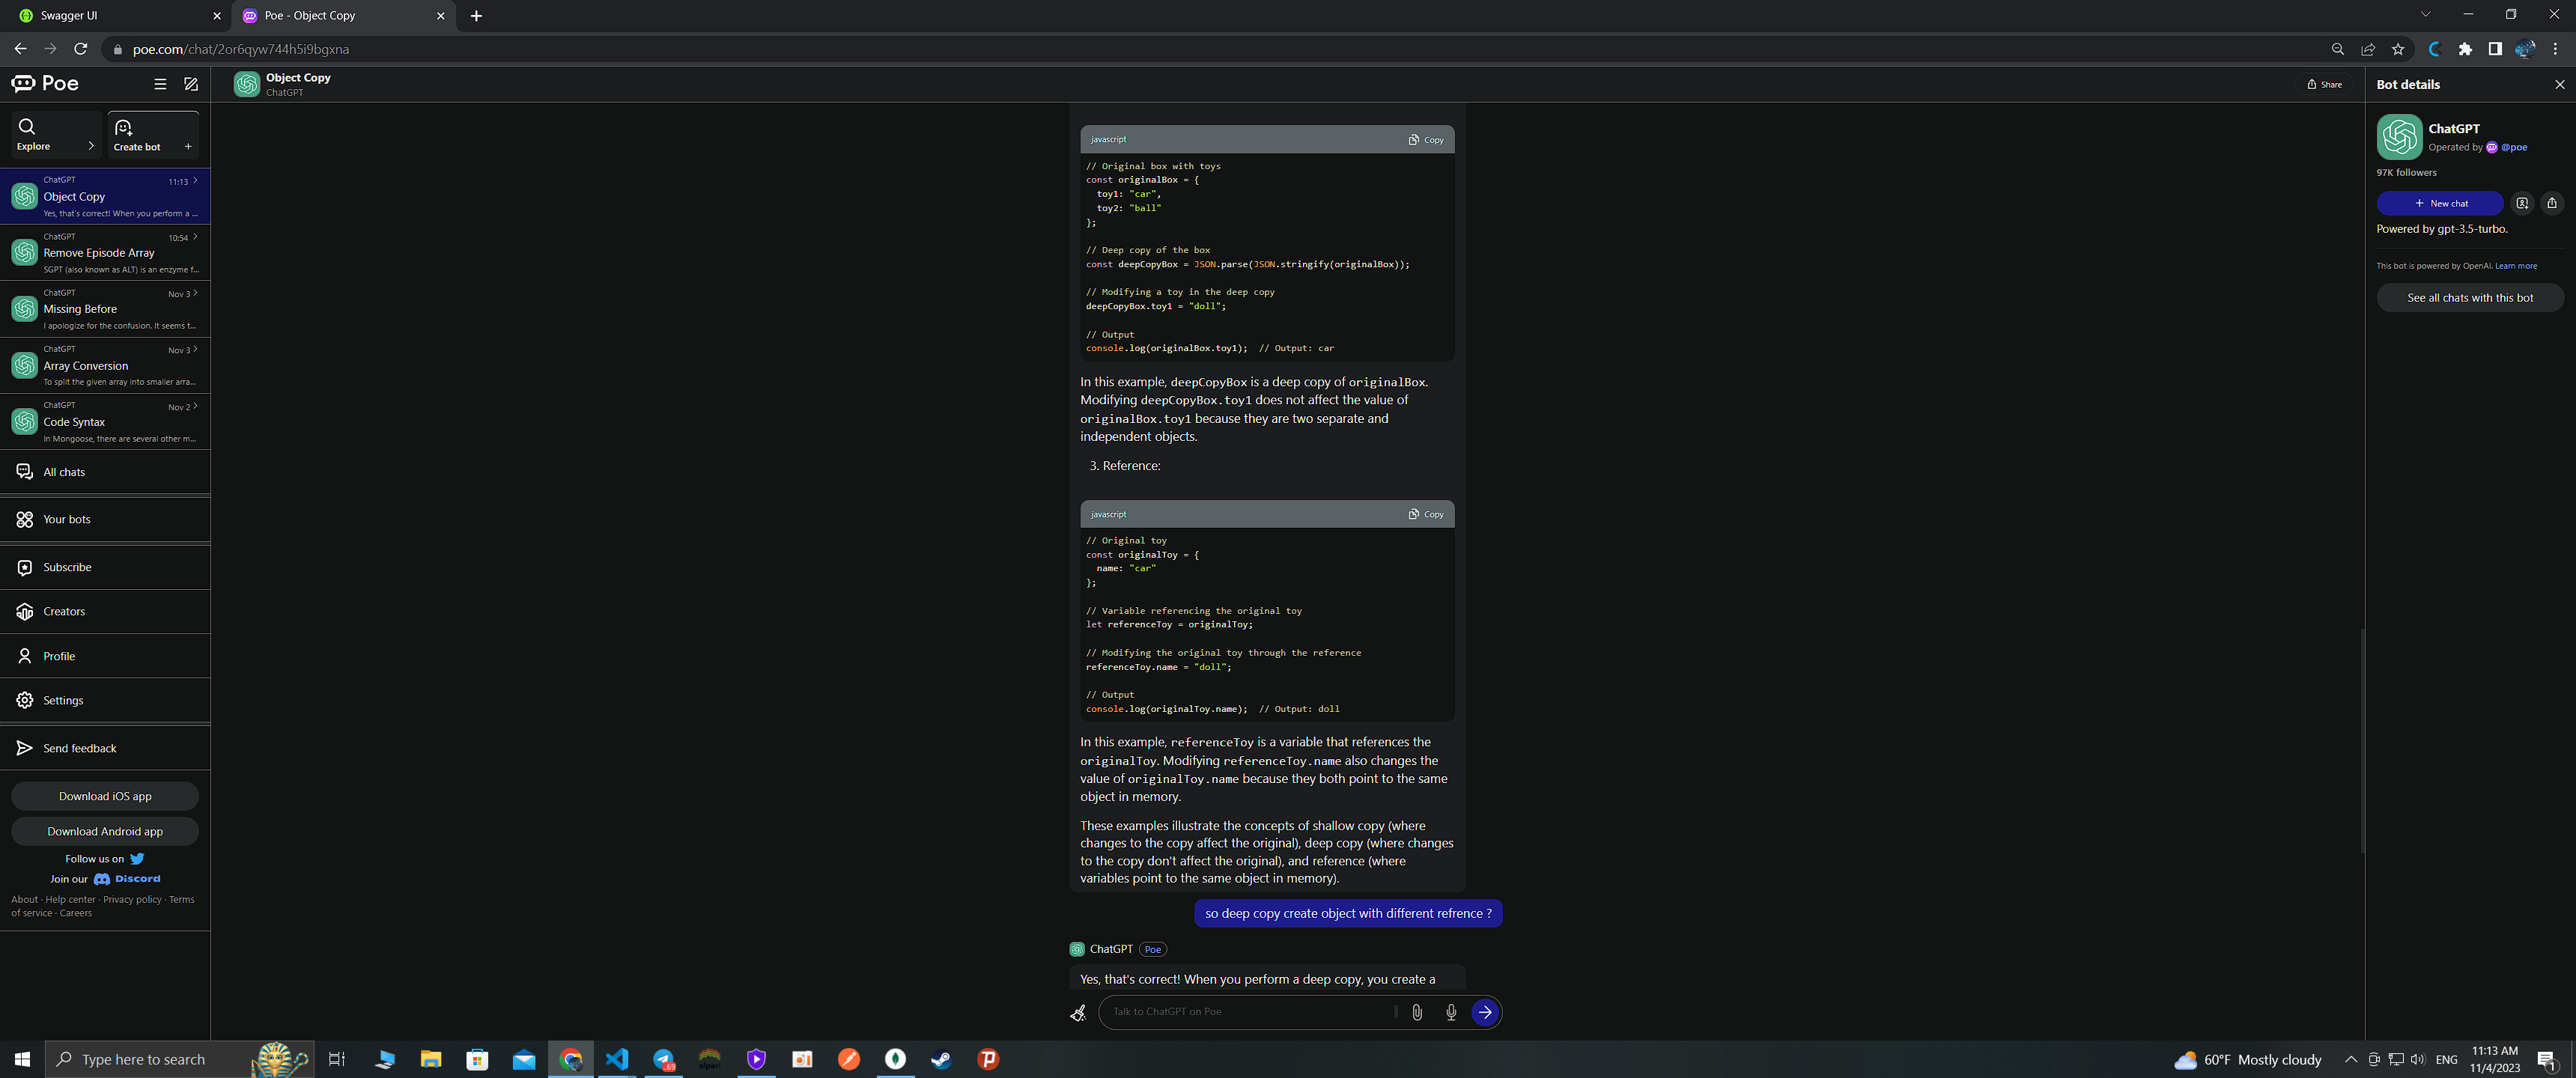 Swagger UI
Poe - Object Copy
poe.com/chat/2or6qyw744h5i9bgxna
Poe
Explore
Create bot
ChatGPT 11:13
Object Copy
Yes, that's correct! When you perform a ...
ChatGPT 10:54
Remove Episode Array
SGPT (also known as ALT) is an enzyme f...
ChatGPT Nov 3
Missing Before
I apologize for the confusion. It seems t...
ChatGPT Nov 3
Array Conversion
To split the given array into smaller arra...
ChatGPT Nov 2
Code Syntax
In Mongoose, there are several other m...
All chats
Your bots
Subscribe
Creators
Profile
Settings
Send feedback
Download iOS app
Download Android app
Follow us on
Join our Discord
About · Help center · Privacy policy · Terms
of service · Careers
Object Copy
ChatGPT
Share
javascript Copy
// Original box with toys
const originalBox = {
toy1: "car",
toy2: "ball"
};
// Deep copy of the box
const deepCopyBox = JSON.parse(JSON.stringify(originalBox));
// Modifying a toy in the deep copy
deepCopyBox.toy1 = "doll";
// Output
console.log(originalBox.toy1);  // Output: car
In this example, deepCopyBox is a deep copy of originalBox.
Modifying deepCopyBox.toy1 does not affect the value of
originalBox.toy1 because they are two separate and
independent objects.
3. Reference:
javascript Copy
// Original toy
const originalToy = {
name: "car"
};
// Variable referencing the original toy
let referenceToy = originalToy;
// Modifying the original toy through the reference
referenceToy.name = "doll";
// Output
console.log(originalToy.name);  // Output: doll
In this example, referenceToy is a variable that references the
originalToy. Modifying referenceToy.name also changes the
value of originalToy.name because they both point to the same
object in memory.
These examples illustrate the concepts of shallow copy (where
changes to the copy affect the original), deep copy (where changes
to the copy don't affect the original), and reference (where
variables point to the same object in memory).
so deep copy create object with different refrence ?
ChatGPT Poe
Yes, that's correct! When you perform a deep copy, you create a
Talk to ChatGPT on Poe
Bot details
ChatGPT
Operated by @poe
97K followers
New chat
Powered by gpt-3.5-turbo.
This bot is powered by OpenAI. Learn more
See all chats with this bot
Type here to search
69
alpari
60°F Mostly cloudy
ENG
11:13 AM
11/4/2023
1